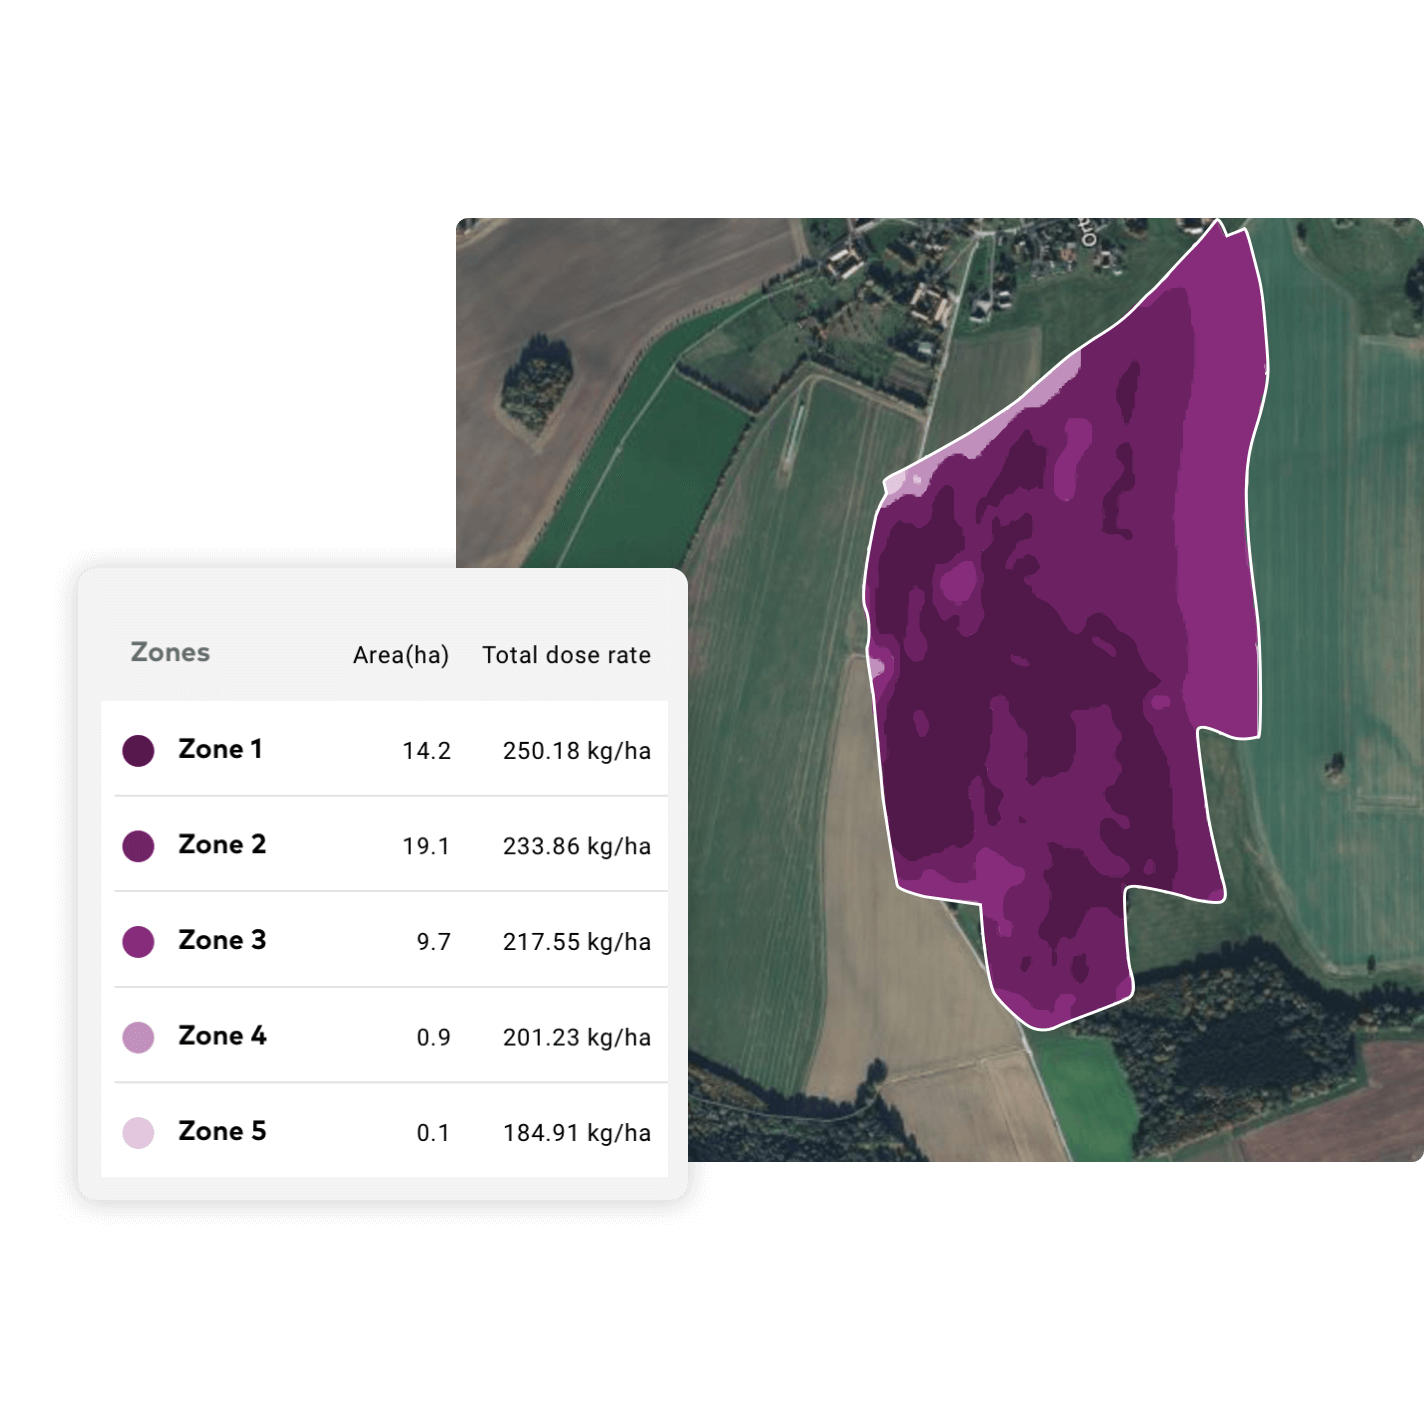 Ort
Zones Area(ha) Total dose rate
Zone 1 14.2 250.18 kg/ha
Zone 2 19.1 233.86 kg/ha
Zone 3 9.7 217.55 kg/ha
Zone 4 0.9 201.23 kg/ha
Zone 5 0.1 184.91 kg/ha